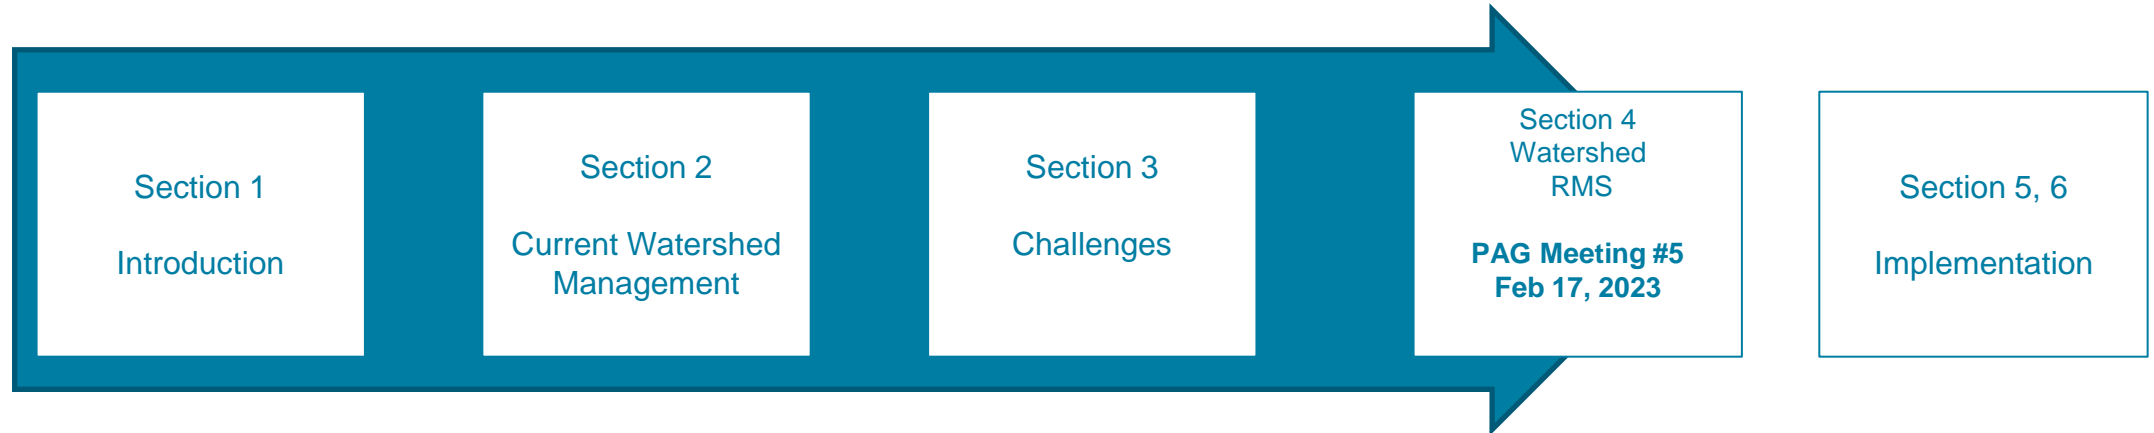 Section 1
Introduction
Section 2
Current Watershed
Management
Section 3
Challenges
Section 4
Watershed
RMS
PAG Meeting #5
Feb 17, 2023
Section 5, 6
Implementation